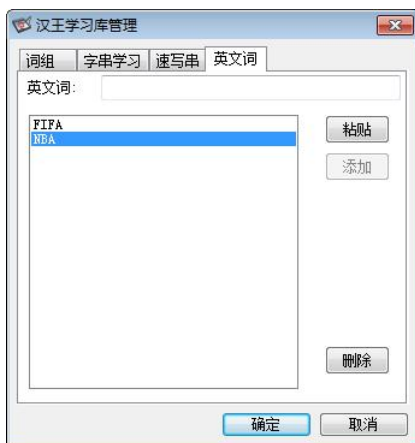 汉王学习库管理
词组 字串学习 速写串 英文词
英文词:
粘贴
FIFA
NBA
添加
删除
确定 取消